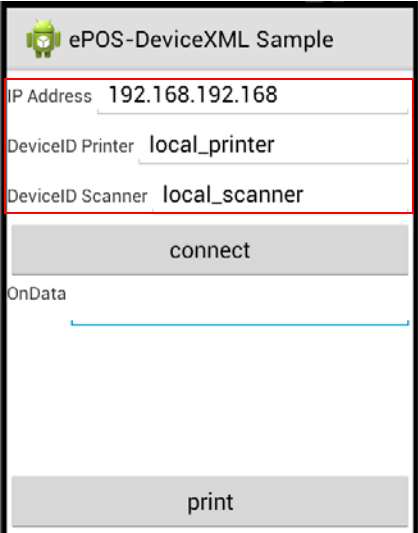 ePOS-DeviceXML Sample
IP Address 192.168.192.168
DeviceID Printer local_printer
DeviceID Scanner local_scanner
connect
OnData
print